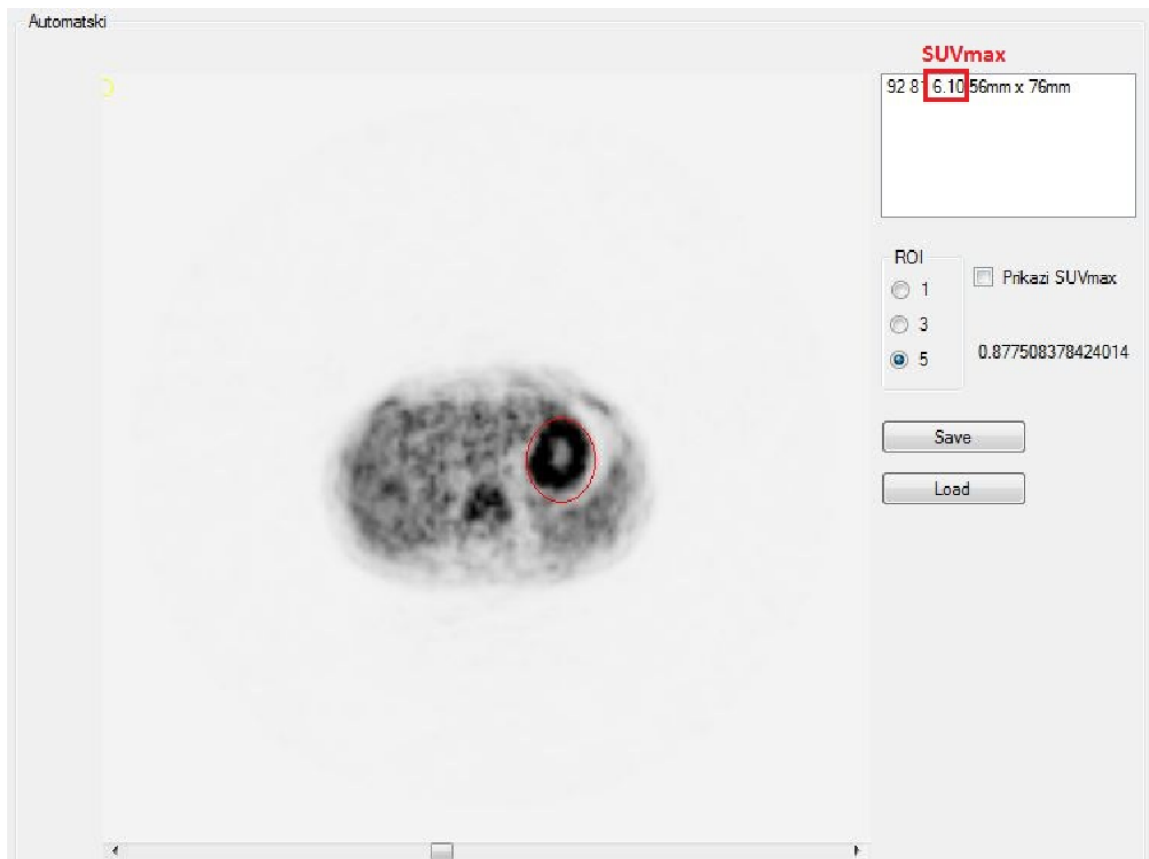 Automatski
SUVmax
92 81 6.10 56mm x 76mm
ROI
1
Prikazi SUVmax
3
5
0.877508378424014
Save
Load